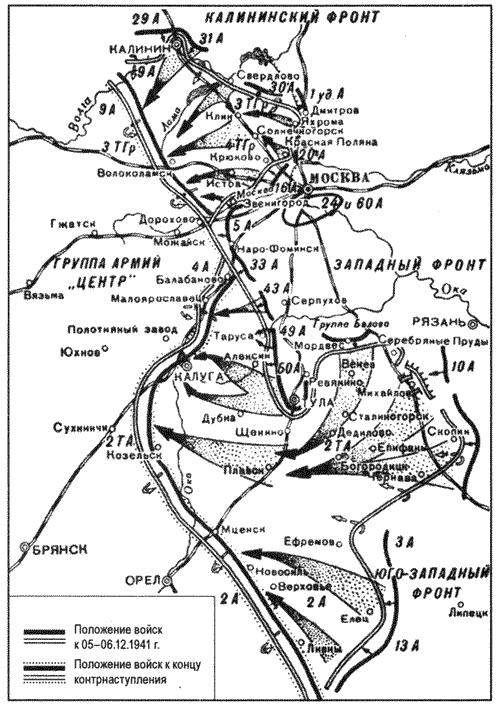 29 А
КАЛИНИНСКИЙ ФРОНТ
31 А
КАЛИНИН
Свердлово
30 А
1 уд. А
9 А
Волга
Лама
3 ТГр
Дмитров
Клин
Яхрома
Солнечногорск
Красная Поляна
3 ТГр
4 ТГр
20 А
Крюково
Волоколамск
МОСКВА
Клязьма
Истра
16 А
Звенигород
24 и 60 А
Дорохово
5 А
Гжатск
Можайск
Наро-Фоминск
ГРУППА АРМИЙ
„ЦЕНТР"
4 А
33 А
ЗАПАДНЫЙ ФРОНТ
Балабаново
43 А
Ока
Вязьма
Малоярославец
Серпухов
РЯЗАНЬ
Полотняный завод
49 А
Группа Белова
Таруса
Мордвес
Серебряные Пруды
Юхнов
Алексин
50 А
Венев
10 А
КАЛУГА
Ревякино
Михайлов
ТУЛА
Дубна
Сталиногорск
Сухиничи
Щекино
Дедилово
Скопин
2 ТА
2 ТА
Епифань
Козельск
Богородицк
Плавск
Ока
Мценск
БРЯНСК
Ефремов
3 А
ОРЕЛ
Новосиль
ЮГО-ЗАПАДНЫЙ
ФРОНТ
Верховье
2 А
2 А
Елец
Липецк
Ливны
13 А
Положение войск
к 05–06.12.1941 г.
Положение войск к концу
контрнаступления